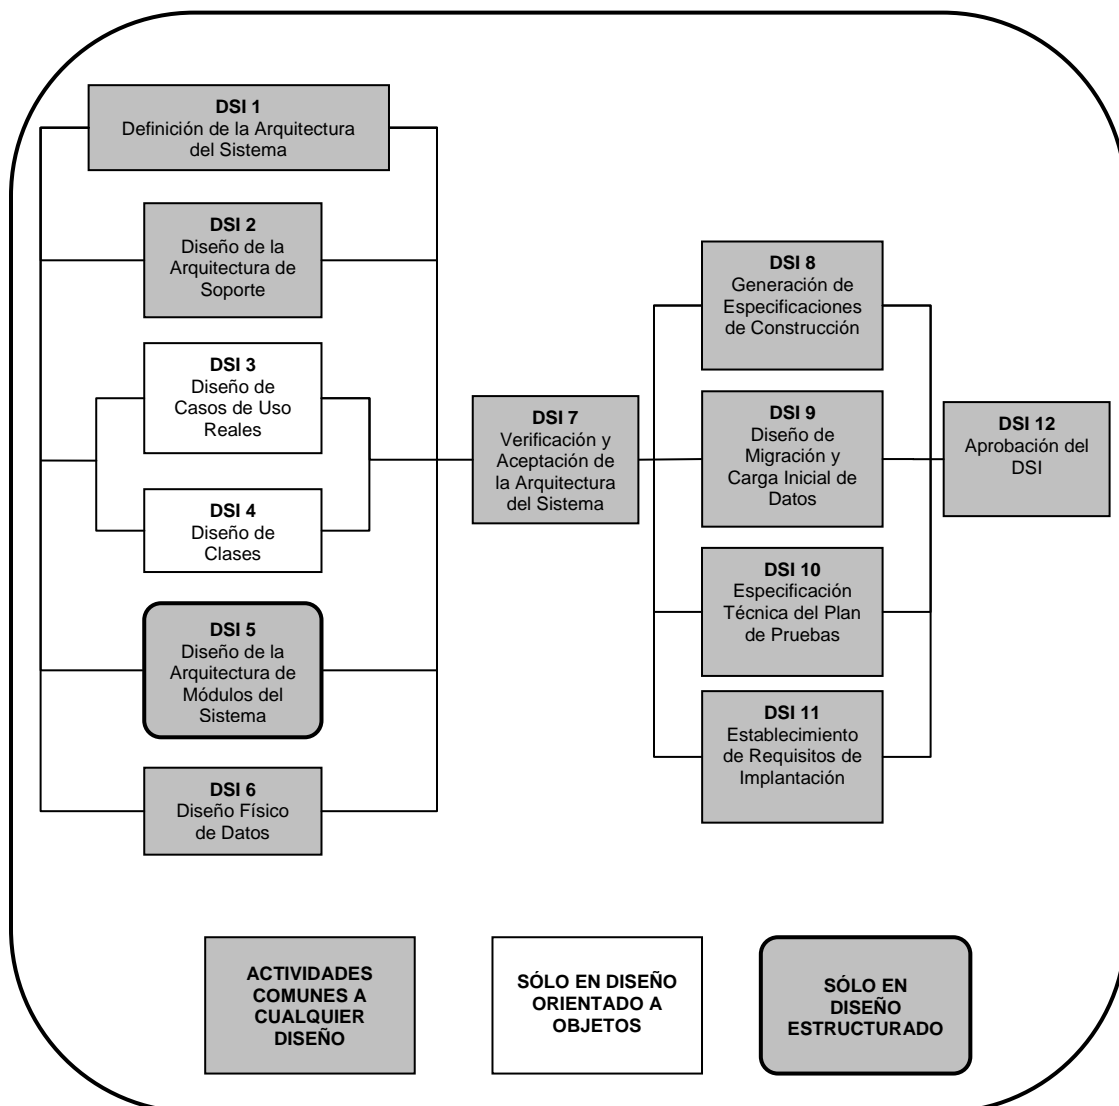 DSI 1
Definición de la Arquitectura
del Sistema
DSI 2
Diseño de la
Arquitectura de
Soporte
DSI 3
Diseño de
Casos de Uso
Reales
DSI 4
Diseño de
Clases
DSI 5
Diseño de la
Arquitectura de
Módulos del
Sistema
DSI 6
Diseño Físico
de Datos
DSI 7
Verificación y
Aceptación de
la Arquitectura
del Sistema
DSI 8
Generación de
Especificaciones
de Construcción
DSI 9
Diseño de
Migración y
Carga Inicial de
Datos
DSI 10
Especificación
Técnica del Plan
de Pruebas
DSI 11
Establecimiento
de Requisitos de
Implantación
DSI 12
Aprobación del
DSI
ACTIVIDADES
COMUNES A
CUALQUIER
DISEÑO
SÓLO EN DISEÑO
ORIENTADO A
OBJETOS
SÓLO EN
DISEÑO
ESTRUCTURADO